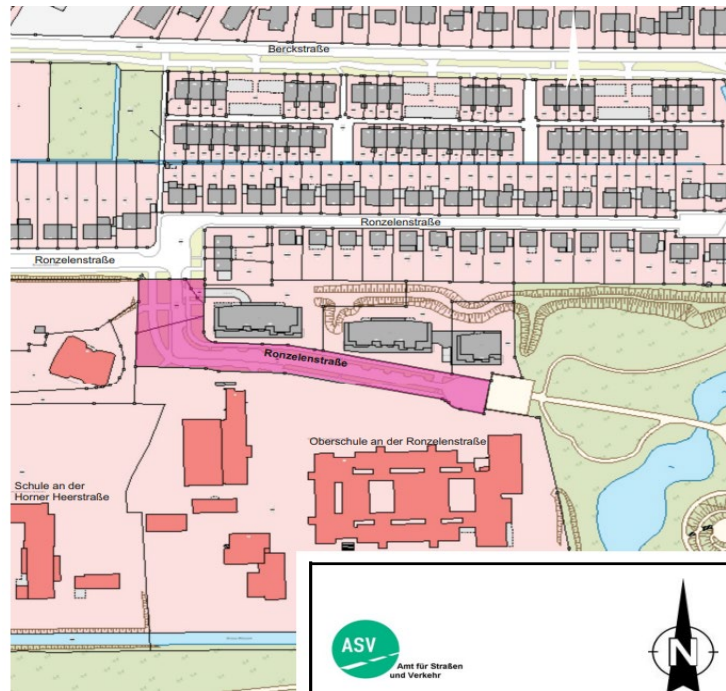 Berckstraße
Ronzelenstraße
Ronzelenstraße
Ronzelenstraße
Oberschule an der Ronzelenstraße
Schule an der
Horner Heerstraße
ASV
Amt für Straßen
und Verkehr
N